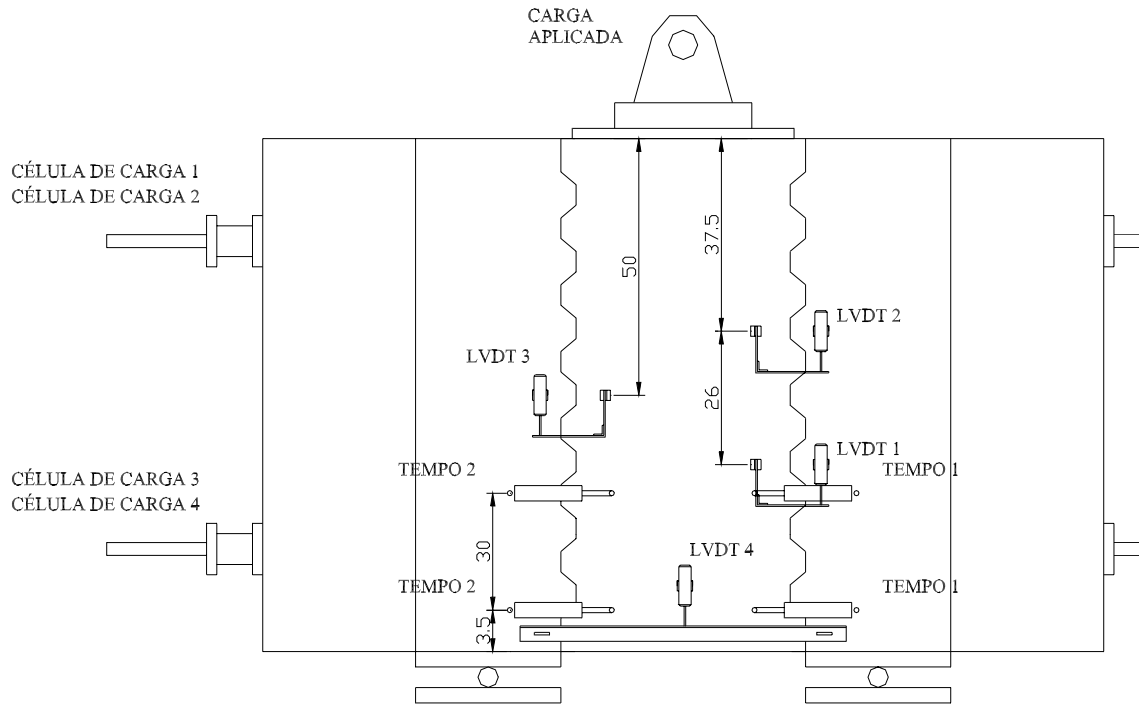 CARGA
APLICADA
CÉLULA DE CARGA 1
CÉLULA DE CARGA 2
37.5
50
LVDT 2
LVDT 3
26
LVDT 1
TEMPO 2
TEMPO 1
CÉLULA DE CARGA 3
CÉLULA DE CARGA 4
30
LVDT 4
TEMPO 2
TEMPO 1
3.5